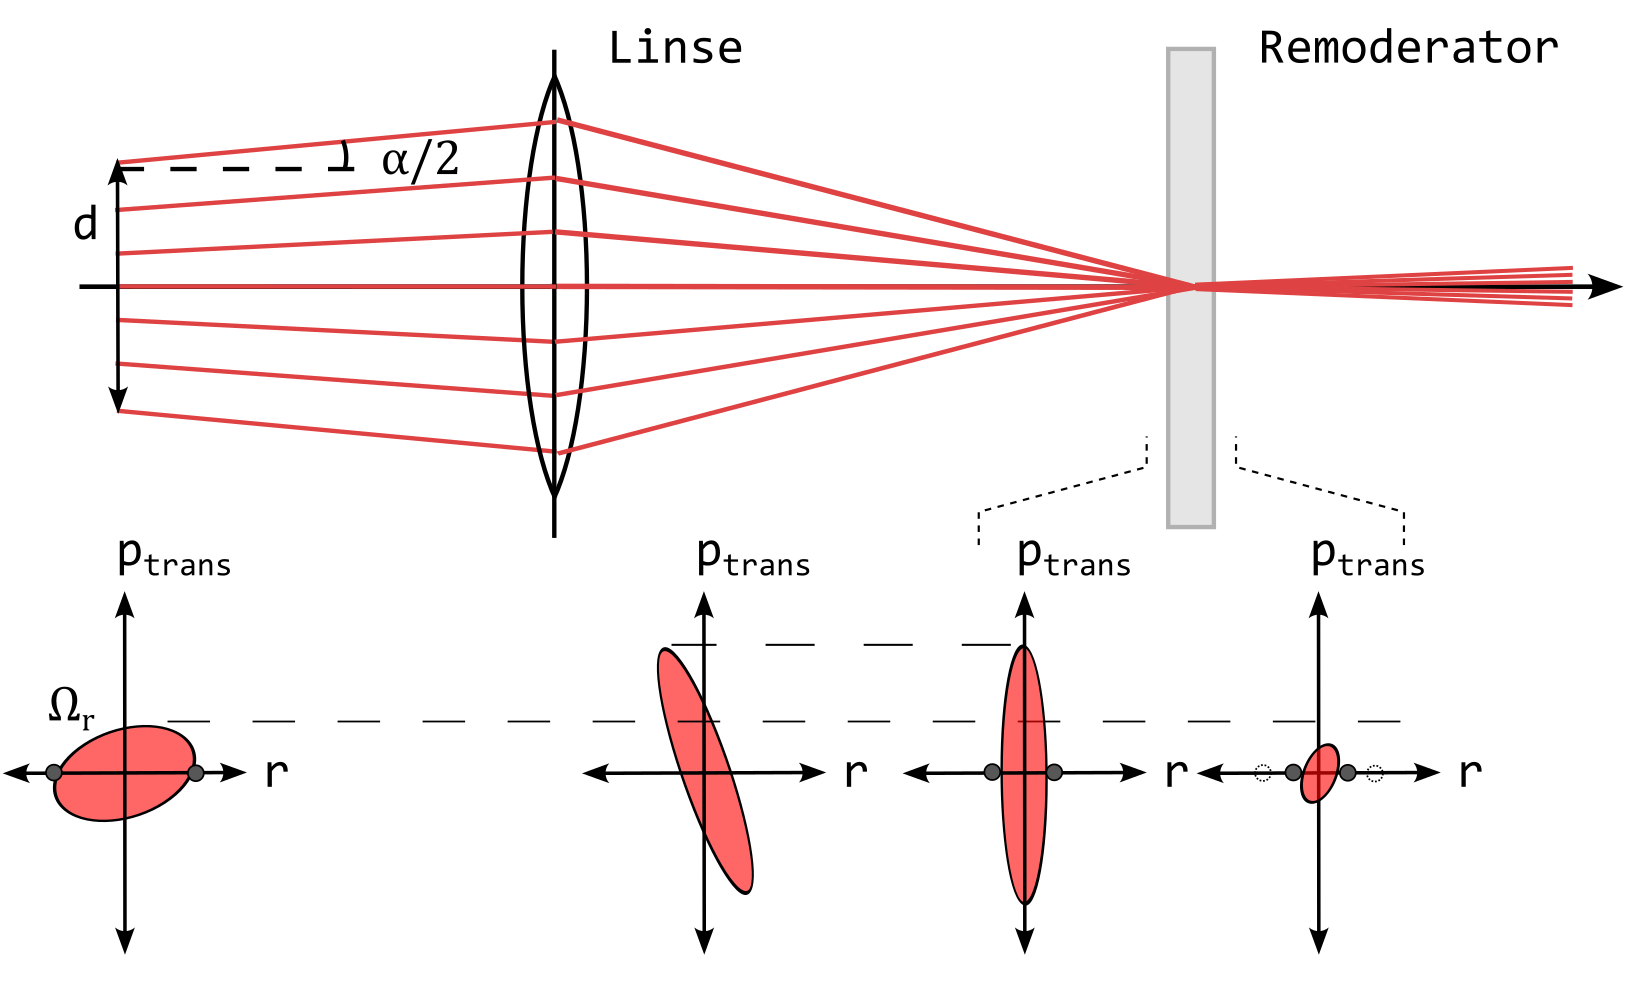 Linse
Remoderator
α/2
d
p_trans
p_trans
p_trans
p_trans
Ω_r
r
r
r
r